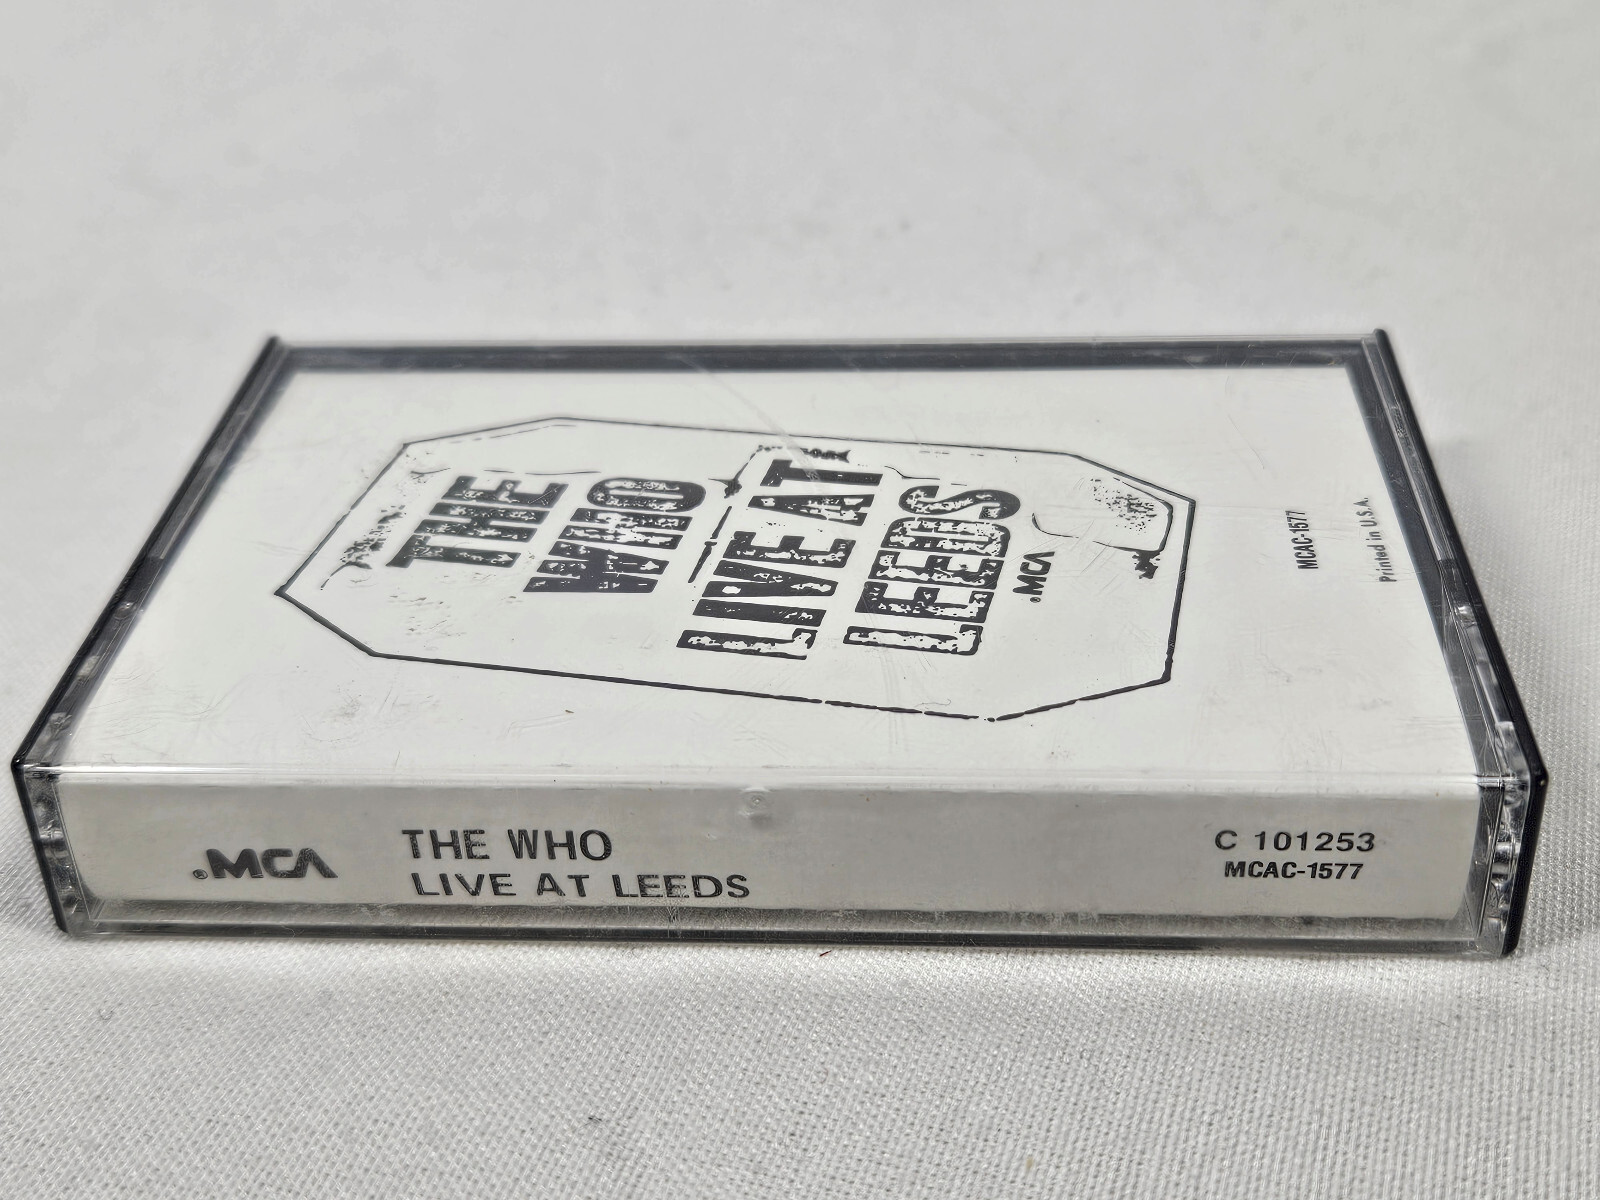 THE
WHO
LIVE AT
LEEDS
MCA
MCAC-1577
Printed in U.S.A.
MCA
THE WHO
LIVE AT LEEDS
C 101253
MCAC-1577